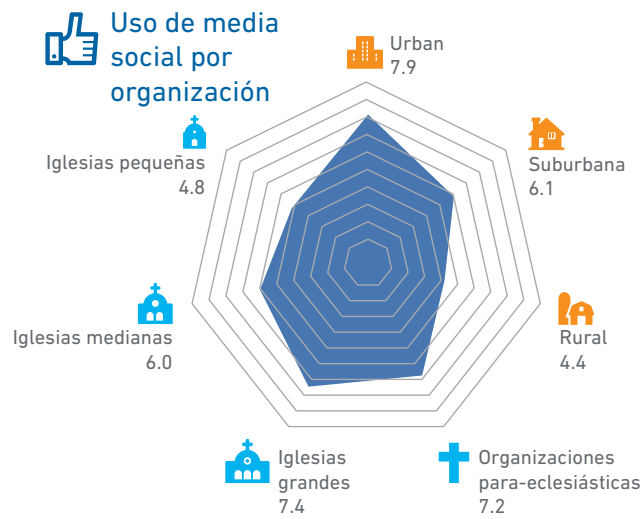 Uso de media
social por
organización
Urban
7.9
Suburbana
6.1
Rural
4.4
Organizaciones
para-eclesiásticas
7.2
Iglesias
grandes
7.4
Iglesias medianas
6.0
Iglesias pequeñas
4.8